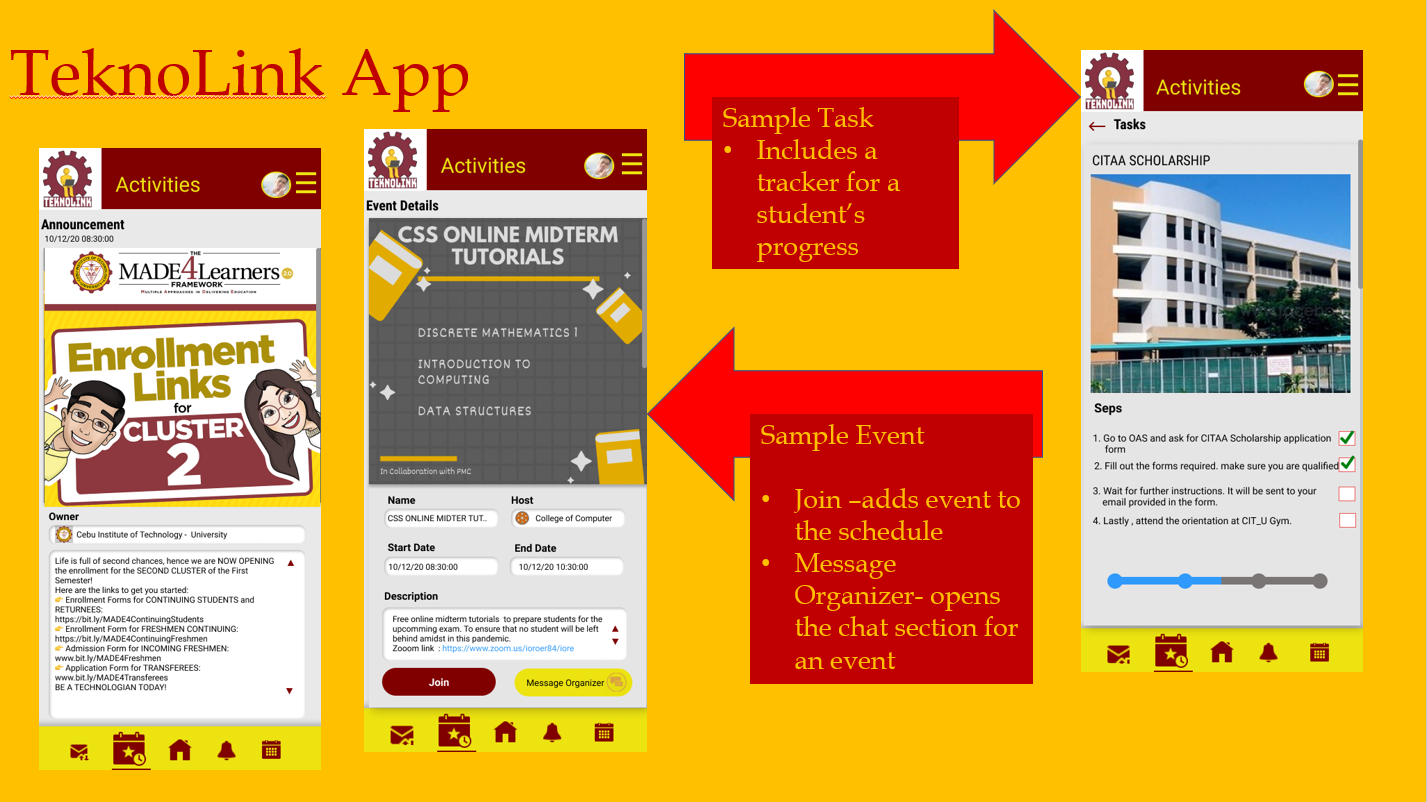 TeknoLink App
TEKNOLINK
Activities
Announcement
10/12/20 08:30:00
THE
MADE4Learners 2.0
FRAMEWORK
MULTIPLE APPROACHES IN DELIVERING EDUCATION
Enrollment
Links
for
CLUSTER
2
Owner
Cebu Institute of Technology - University
Life is full of second chances, hence we are NOW OPENING
the enrollment for the SECOND CLUSTER of the First
Semester!
Here are the links to get you started:
👉 Enrollment Forms for CONTINUING STUDENTS and
RETURNEES:
https://bit.ly/MADE4ContinuingStudents
👉 Enrollment Form for FRESHMEN CONTINUING:
https://bit.ly/MADE4ContinuingFreshmen
👉 Admission Form for INCOMING FRESHMEN:
www.bit.ly/MADE4Freshmen
👉 Application Form for TRANSFEREES:
www.bit.ly/MADE4Transferees
BE A TECHNOLOGIAN TODAY!
TEKNOLINK
Activities
Event Details
CSS ONLINE MIDTERM
TUTORIALS
DISCRETE MATHEMATICS 1
INTRODUCTION TO
COMPUTING
DATA STRUCTURES
In Collaboration with PMC
Name
Host
CSS ONLINE MIDTER TUT..
College of Computer
Start Date
End Date
10/12/20 08:30:00
10/12/20 10:30:00
Description
Free online midterm tutorials to prepare students for the
upcomming exam. To ensure that no student will be left
behind amidst in this pandemic.
Zooom link : https://www.zoom.us/ioroer84/iore
Join
Message Organizer
Sample Task
• Includes a
tracker for a
student's
progress
Sample Event
• Join –adds event to
the schedule
• Message
Organizer- opens
the chat section for
an event
TEKNOLINK
Activities
← Tasks
CITAA SCHOLARSHIP
Seps
1. Go to OAS and ask for CITAA Scholarship application
form
2. Fill out the forms required. make sure you are qualified
3. Wait for further instructions. It will be sent to your
email provided in the form.
4. Lastly , attend the orientation at CIT_U Gym.